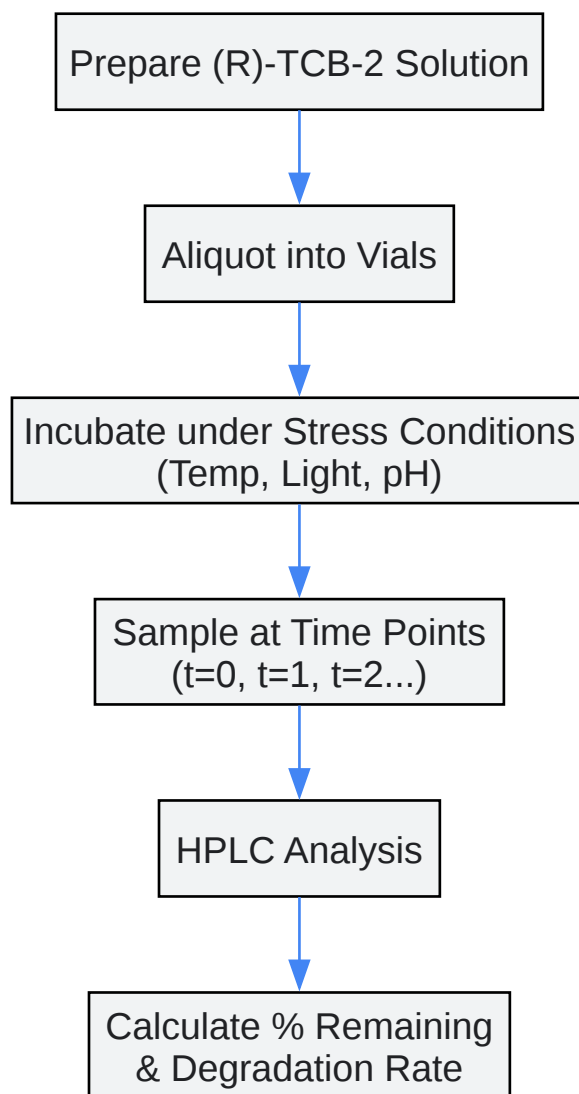 Prepare (R)-TCB-2 Solution
Aliquot into Vials
Incubate under Stress Conditions
(Temp, Light, pH)
Sample at Time Points
(t=0, t=1, t=2...)
HPLC Analysis
Calculate % Remaining
& Degradation Rate